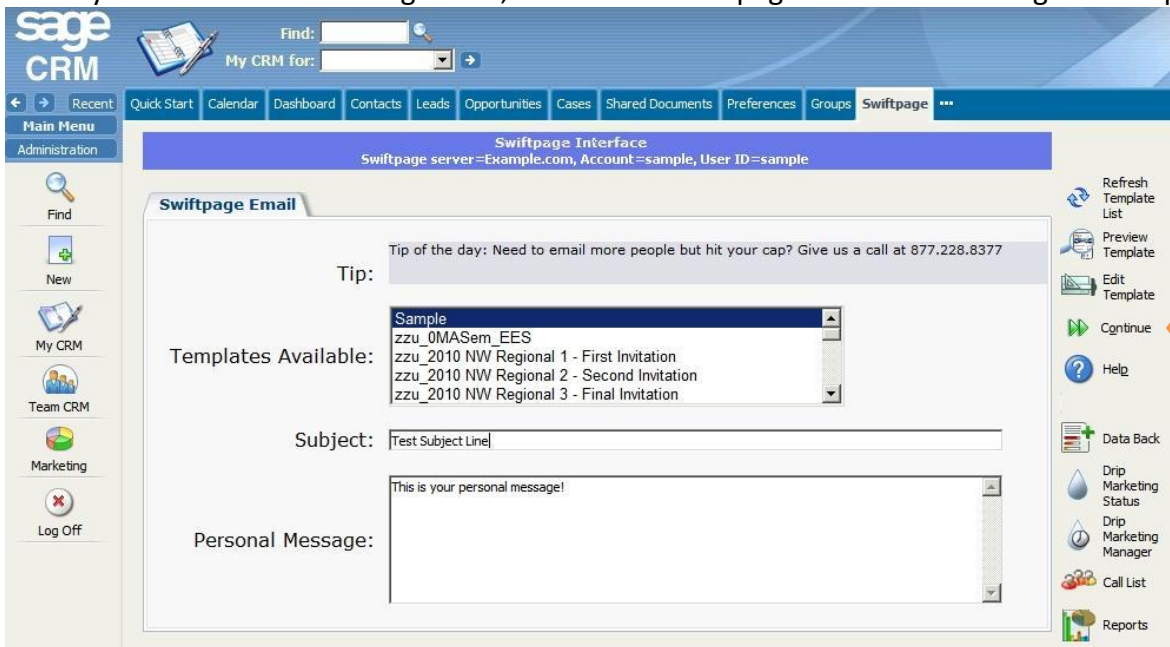 sage
CRM
Find:
My CRM for:
Recent
Quick Start Calendar Dashboard Contacts Leads Opportunities Cases Shared Documents Preferences Groups Swiftpage ...
Main Menu
Administration
Swiftpage Interface
Swiftpage server=Example.com, Account=sample, User ID=sample
Find
New
My CRM
Team CRM
Marketing
Log Off
Swiftpage Email
Tip:
Tip of the day: Need to email more people but hit your cap? Give us a call at 877.228.8377
Templates Available:
Sample
zzu_0MASem_EES
zzu_2010 NW Regional 1 - First Invitation
zzu_2010 NW Regional 2 - Second Invitation
zzu_2010 NW Regional 3 - Final Invitation
Subject:
Test Subject Line
Personal Message:
This is your personal message!
Refresh
Template
List
Preview
Template
Edit
Template
Continue
Help
Data Back
Drip
Marketing
Status
Drip
Marketing
Manager
Call List
Reports